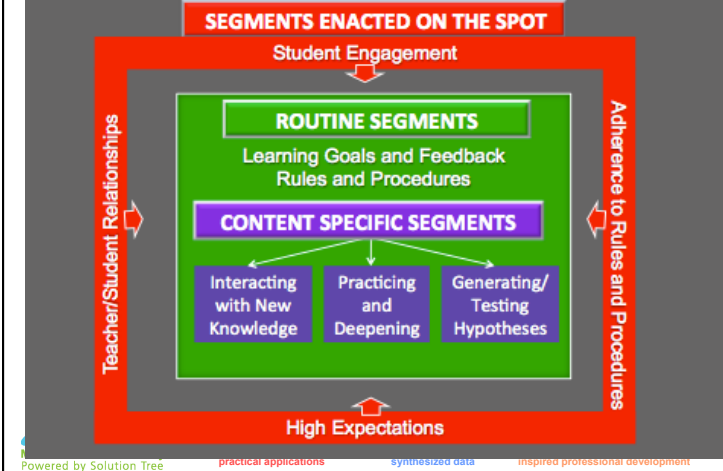 SEGMENTS ENACTED ON THE SPOT
Student Engagement
Teacher/Student Relationships
Adherence to Rules and Procedures
ROUTINE SEGMENTS
Learning Goals and Feedback
Rules and Procedures
CONTENT SPECIFIC SEGMENTS
Interacting
with New
Knowledge
Practicing
and
Deepening
Generating/
Testing
Hypotheses
High Expectations
Powered by Solution Tree
practical applications
synthesized data
inspired professional development